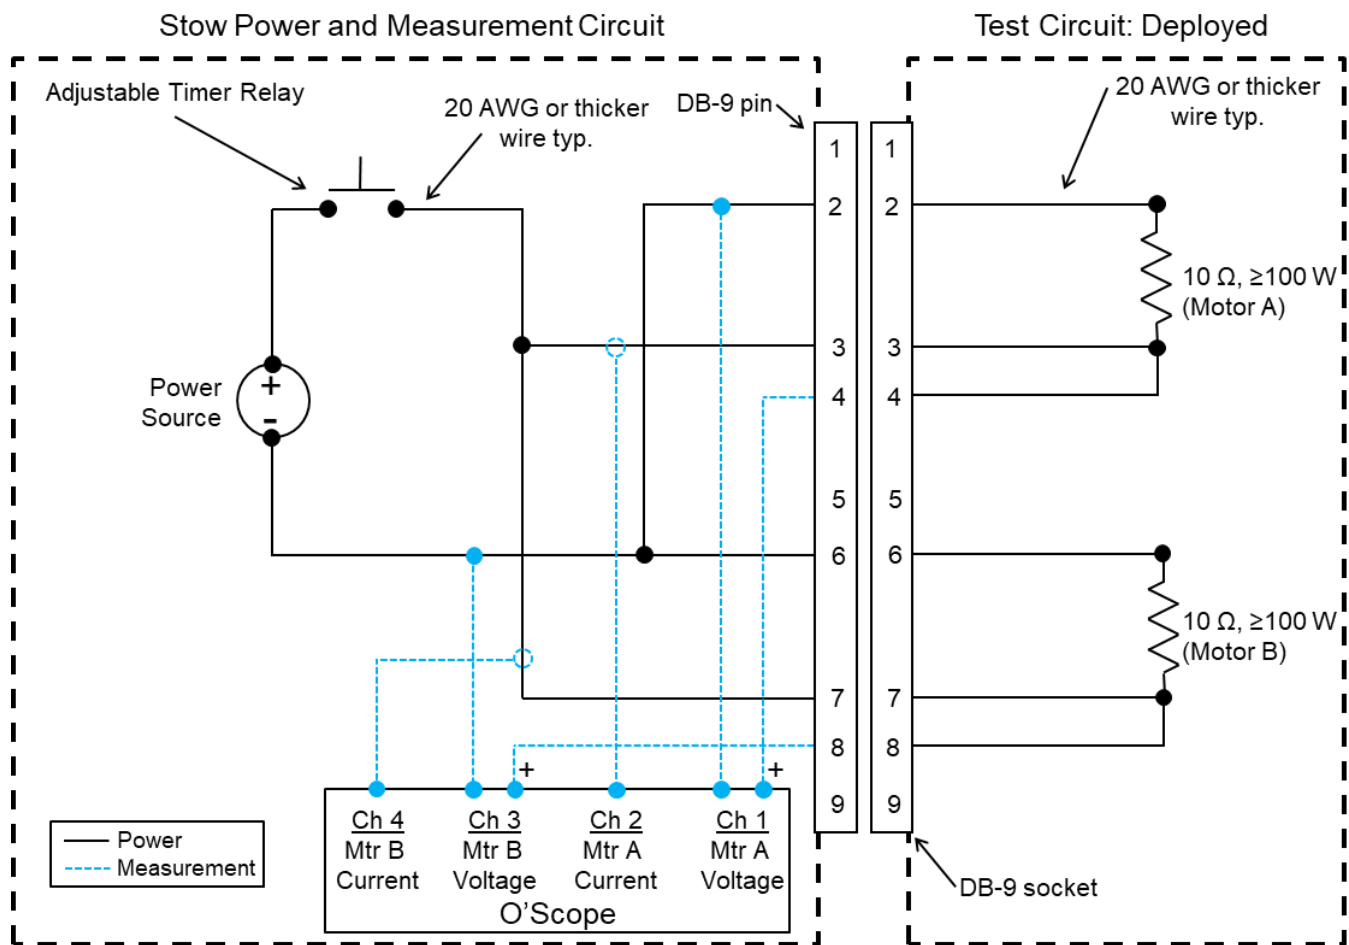 Stow Power and Measurement Circuit
Test Circuit: Deployed
Adjustable Timer Relay
20 AWG or thicker
wire typ.
DB-9 pin
20 AWG or thicker
wire typ.
1
2
3
4
5
6
7
8
9
1
2
3
4
5
6
7
8
9
10 Ω, ≥100 W
(Motor A)
Power
Source
+
-
10 Ω, ≥100 W
(Motor B)
+
+
Ch 4
Mtr B
Current
Ch 3
Mtr B
Voltage
Ch 2
Mtr A
Current
Ch 1
Mtr A
Voltage
O'Scope
Power
Measurement
DB-9 socket